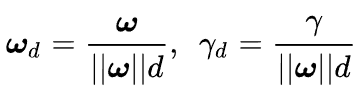 𝝎_d = 𝝎 / ||𝝎||d, γ_d = γ / ||𝝎||d